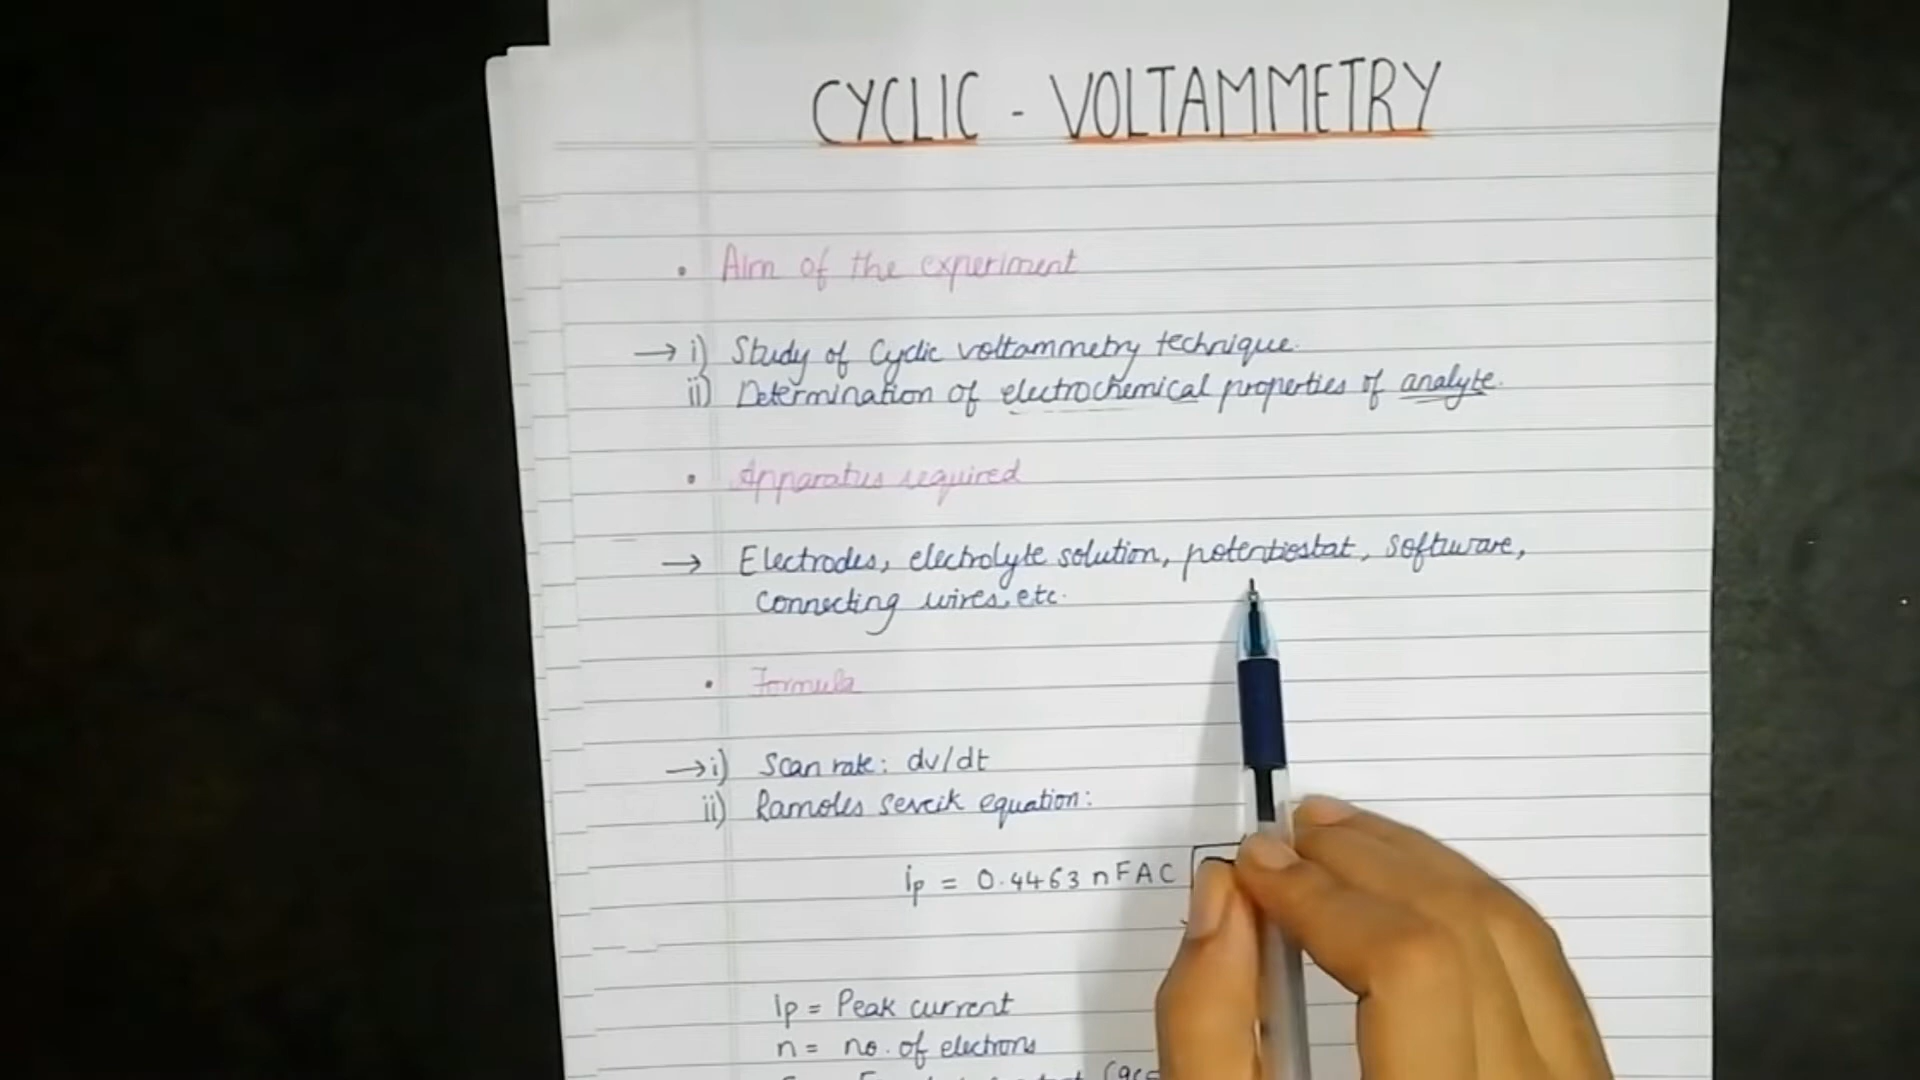 CYCLIC - VOLTAMMETRY
• Aim of the experiment
→ i) Study of Cyclic voltammetry technique.
ii) Determination of electrochemical properties of analyte.
• Apparatus required
→ Electrodes, electrolyte solution, potentiostat, software,
connecting wires, etc.
• Formula
→ i) Scan rate: dv/dt
ii) Ramoles sevcik equation:
ip = 0.4463 nFAC
Ip = Peak current
n = no. of electrons